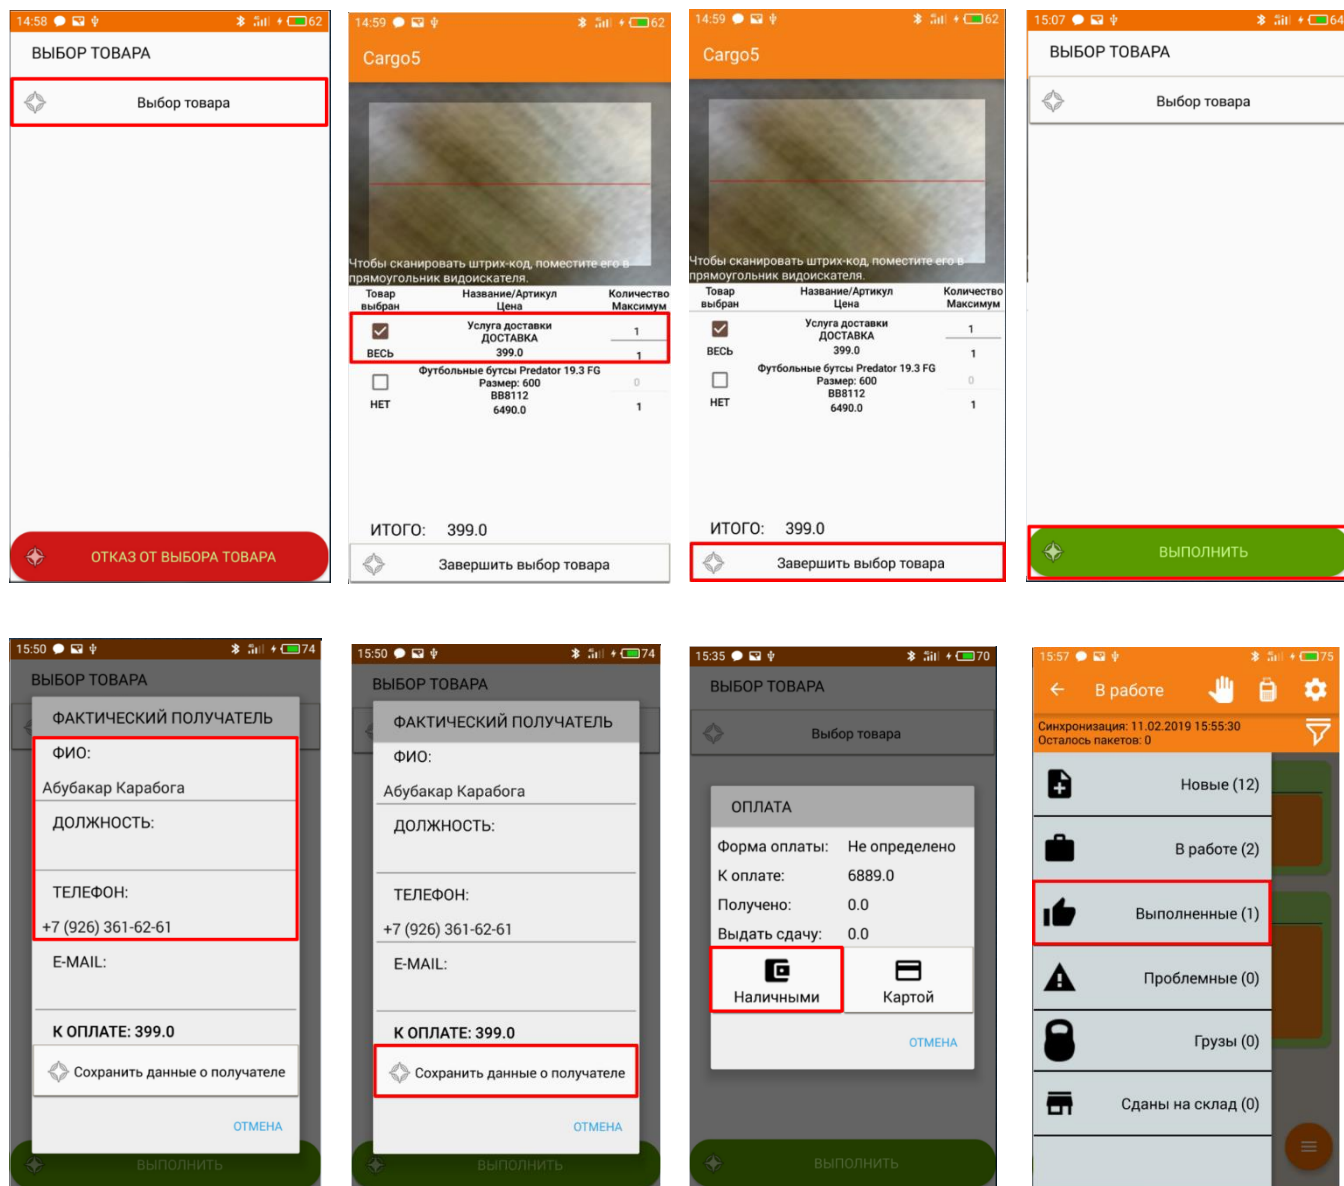 14:58
62
ВЫБОР ТОВАРА
Выбор товара
ОТКАЗ ОТ ВЫБОРА ТОВАРА
14:59
62
Cargo5
Чтобы сканировать штрих-код, поместите его в
прямоугольник видоискателя.
Товар Название/Артикул Количество
выбран Цена Максимум
Услуга доставки
ДОСТАВКА
1
ВЕСЬ 399.0 1
Футбольные бутсы Predator 19.3 FG
Размер: 600
0
BB8112
НЕТ 6490.0 1
ИТОГО: 399.0
Завершить выбор товара
14:59
62
Cargo5
Чтобы сканировать штрих-код, поместите его в
прямоугольник видоискателя.
Товар Название/Артикул Количество
выбран Цена Максимум
Услуга доставки
ДОСТАВКА
1
ВЕСЬ 399.0 1
Футбольные бутсы Predator 19.3 FG
Размер: 600
0
BB8112
НЕТ 6490.0 1
ИТОГО: 399.0
Завершить выбор товара
15:07
64
ВЫБОР ТОВАРА
Выбор товара
ВЫПОЛНИТЬ
15:50
74
ВЫБОР ТОВАРА
ФАКТИЧЕСКИЙ ПОЛУЧАТЕЛЬ
ФИО:
Абубакар Карабога
ДОЛЖНОСТЬ:
ТЕЛЕФОН:
+7 (926) 361-62-61
E-MAIL:
К ОПЛАТЕ: 399.0
Сохранить данные о получателе
ОТМЕНА
ВЫПОЛНИТЬ
15:50
74
ВЫБОР ТОВАРА
ФАКТИЧЕСКИЙ ПОЛУЧАТЕЛЬ
ФИО:
Абубакар Карабога
ДОЛЖНОСТЬ:
ТЕЛЕФОН:
+7 (926) 361-62-61
E-MAIL:
К ОПЛАТЕ: 399.0
Сохранить данные о получателе
ОТМЕНА
ВЫПОЛНИТЬ
15:35
70
ВЫБОР ТОВАРА
Выбор товара
ОПЛАТА
Форма оплаты: Не определено
К оплате: 6889.0
Получено: 0.0
Выдать сдачу: 0.0
Наличными Картой
ОТМЕНА
ВЫПОЛНИТЬ
15:57
75
В работе
Синхронизация: 11.02.2019 15:55:30
Осталось пакетов: 0
Новые (12)
В работе (2)
Выполненные (1)
Проблемные (0)
Грузы (0)
Сданы на склад (0)